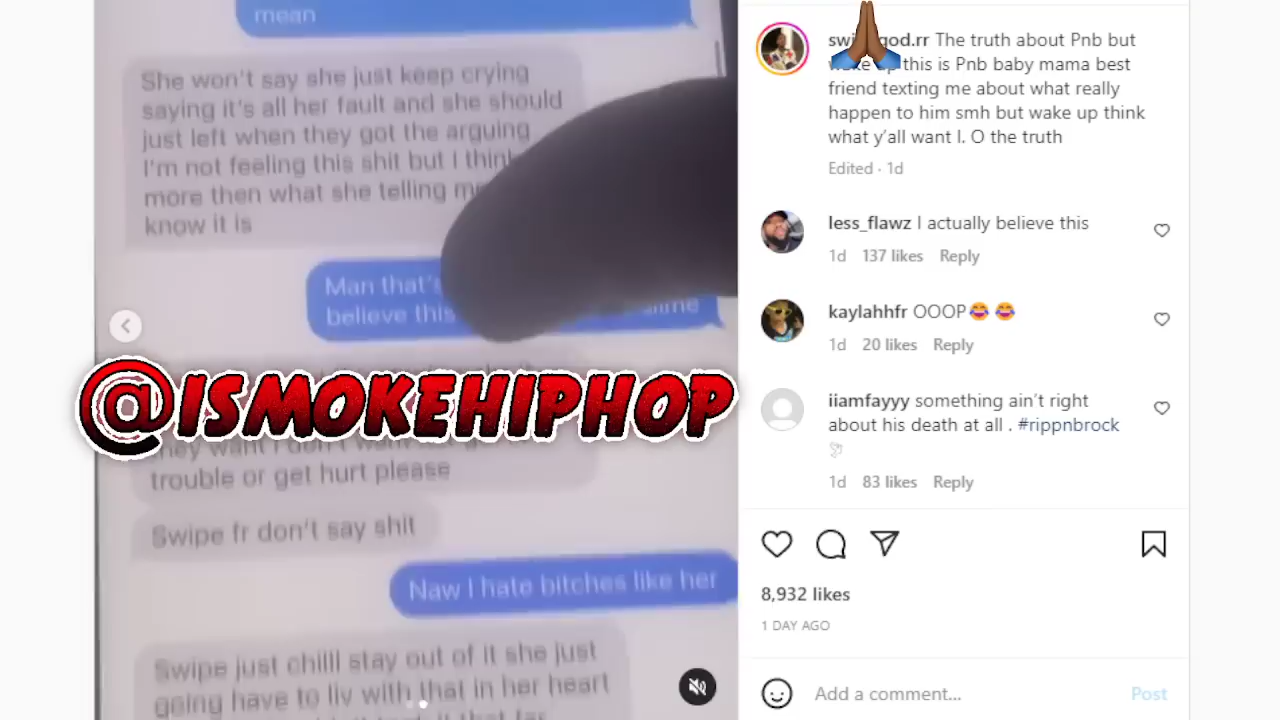 mean
She won't say she just keep crying
saying it's all her fault and she should
just left when they got the arguing
I'm not feeling this shit but I think
more then what she telling m
know it is
Man that's
believe this
@ISMOKEHIPHOP
trouble or get hurt please
Swipe fr don't say shit
Naw I hate bitches like her
Swipe just chilll stay out of it she just
going have to liv with that in her heart
god.rr The truth about Pnb but
this is Pnb baby mama best
friend texting me about what really
happen to him smh but wake up think
what y'all want I. O the truth
Edited · 1d
less_flawz I actually believe this
1d 137 likes Reply
kaylahhfr OOOP😂😂
1d 20 likes Reply
iiamfayyy something ain't right
about his death at all . #rippnbrock
🕊
1d 83 likes Reply
8,932 likes
1 DAY AGO
Add a comment... Post